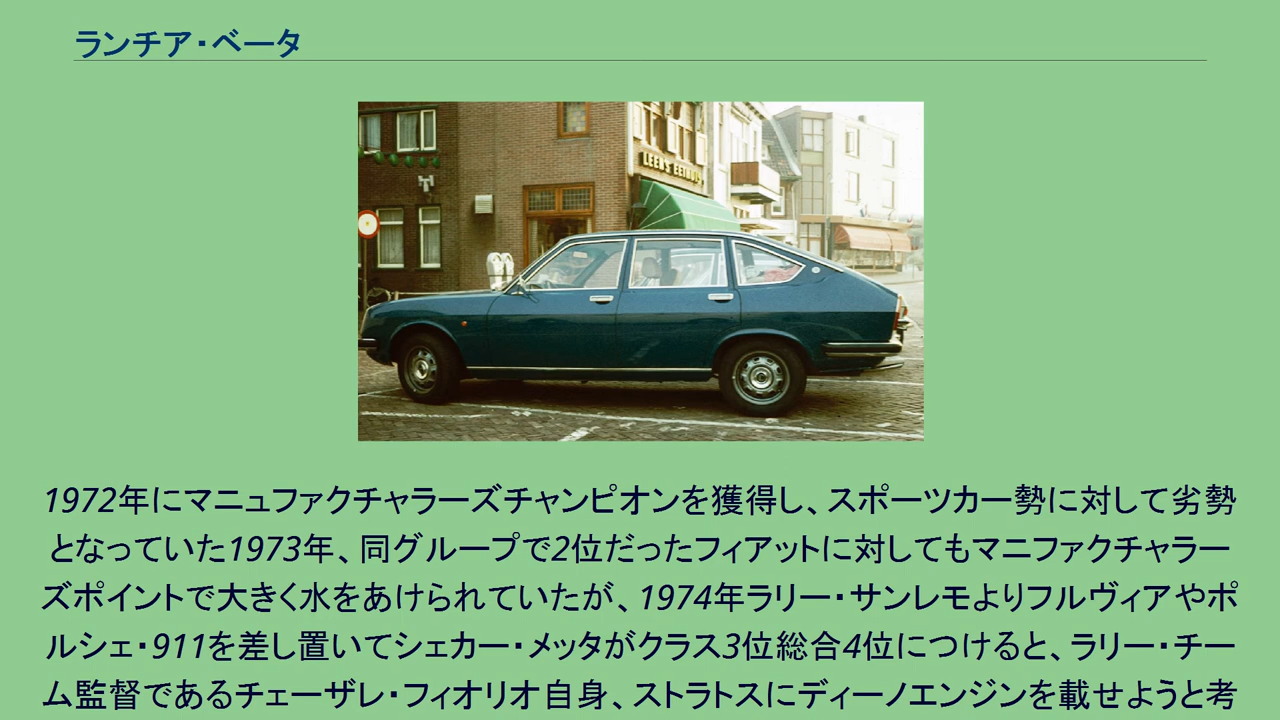 ランチア・ベータ
LEEN'S EETHUIS
1972年にマニュファクチャラーズチャンピオンを獲得し、スポーツカー勢に対して劣勢
となっていた1973年、同グループで2位だったフィアットに対してもマニファクチャラー
ズポイントで大きく水をあけられていたが、1974年ラリー・サンレモよりフルヴィアやポ
ルシェ・911を差し置いてシェカー・メッタがクラス3位総合4位につけると、ラリー・チー
ム監督であるチェーザレ・フィオリオ自身、ストラトスにディーノエンジンを載せようと考